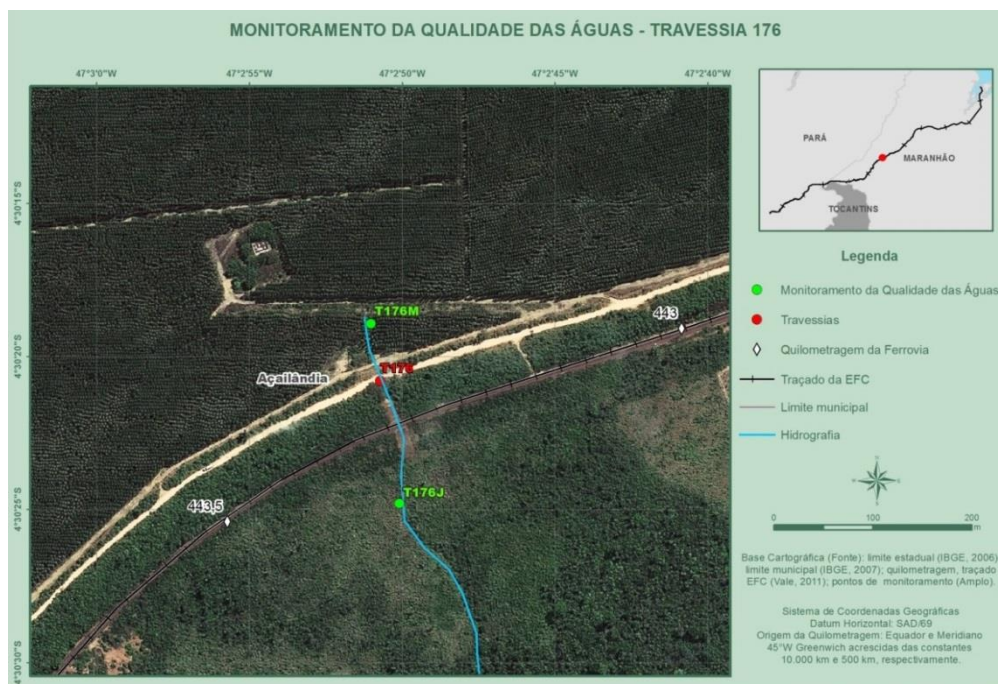 MONITORAMENTO DA QUALIDADE DAS ÁGUAS - TRAVESSIA 176
47°3'0"W
47°2'55"W
47°2'50"W
47°2'45"W
47°2'40"W
4°30'15"S
4°30'20"S
4°30'25"S
T176M
443
Açailândia
T176
T176J
443,5
PARÁ
MARANHÃO
TOCANTINS
Legenda
Monitoramento da Qualidade das Águas
Travessias
Quilometragem da Ferrovia
Traçado da EFC
Limite municipal
Hidrografia
0 100 200
m
Base Cartográfica (Fonte): limite estadual (IBGE, 2006)
limite municipal (IBGE, 2007); quilometragem, traçado
EFC (Vale, 2011); pontos de monitoramento (Amplo).
Sistema de Coordenadas Geográficas
Datum Horizontal: SAD/69
Origem da Quilometragem: Equador e Meridiano
45°W Greenwich acrescidas das constantes
10.000 km e 500 km, respectivamente.